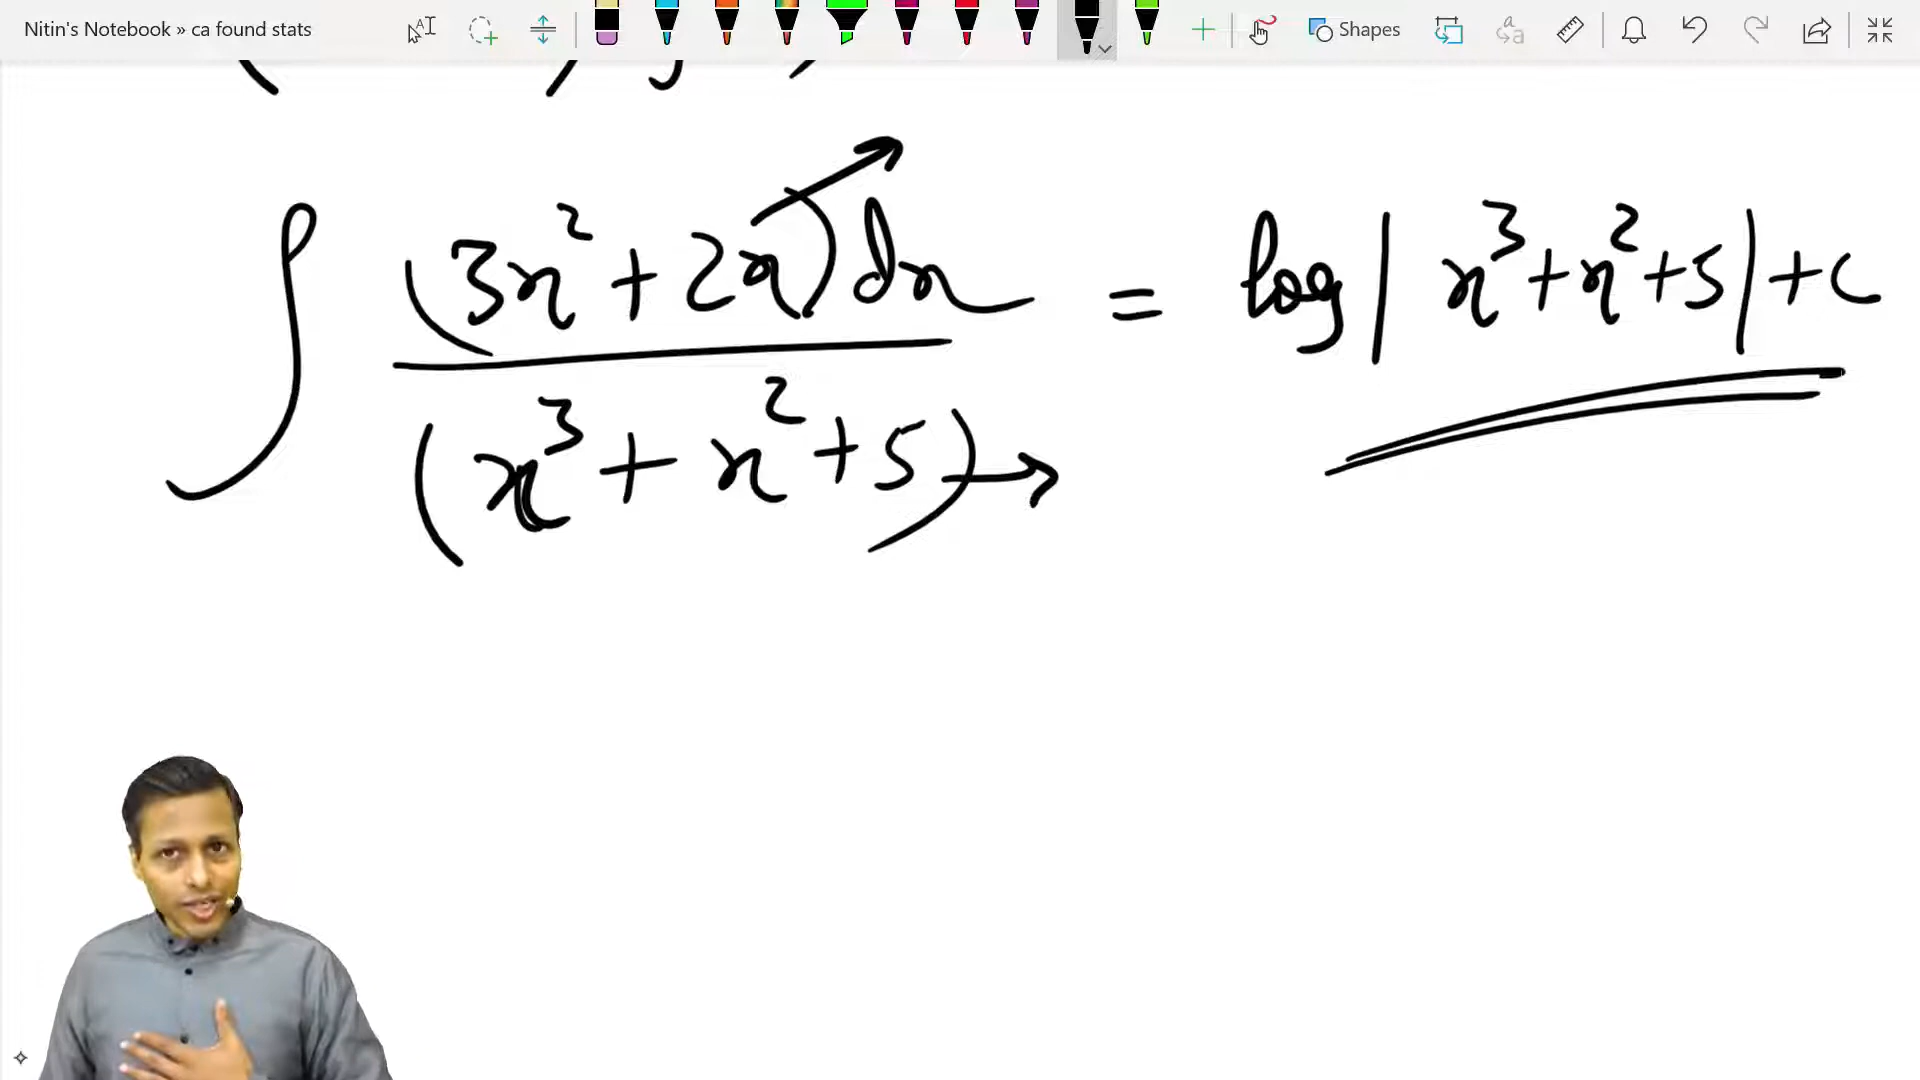 Nitin's Notebook » ca found stats
Shapes
∫ (3x² + 2x) dx = log | x³ + x² + 5 | + c
(x³ + x² + 5)